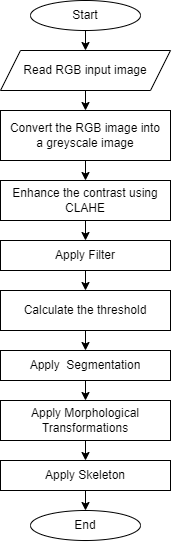 Start
Read RGB input image
Convert the RGB image into
a greyscale image
Enhance the contrast using
CLAHE
Apply Filter
Calculate the threshold
Apply Segmentation
Apply Morphological
Transformations
Apply Skeleton
End